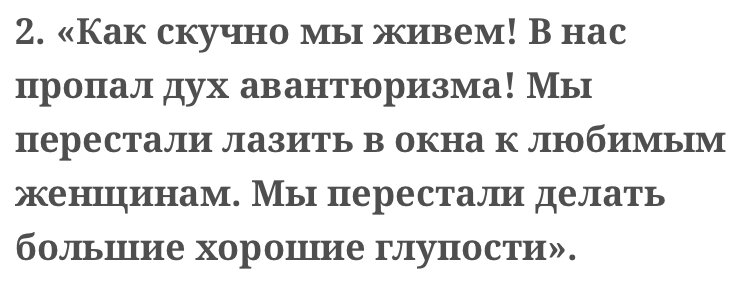 2. «Как скучно мы живем! В нас
пропал дух авантюризма! Мы
перестали лазить в окна к любимым
женщинам. Мы перестали делать
большие хорошие глупости».